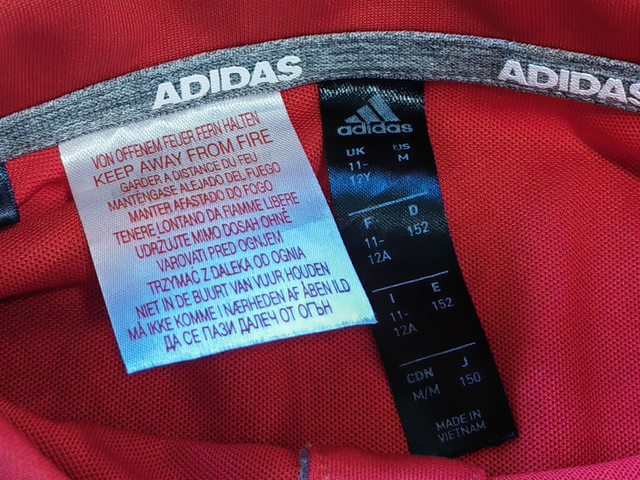 ADIDAS
ADIDAS
VON OFFENEM FEUER FERN HALTEN
KEEP AWAY FROM FIRE
GARDER A DISTANCE DU FEU
MANTÉNGASE ALEJADO DEL FUEGO
MANTER AFASTADO DO FOGO
TENERE LONTANO DA FIAMME LIBERE
UDRŽUJTE MIMO DOSAH OHNĚ
VAROVATI PRED OGNJEM
TRZYMAĆ Z DALEKA OD OGNIA
NIET IN DE BUURT VAN VUUR HOUDEN
MÅ IKKE KOMME I NÆRHEDEN AF ÅBEN ILD
ДА СЕ ПАЗИ ДАЛЕЧ ОТ ОГЪН
adidas
UK US
11- M
12Y
F D
11- 152
12A
I E
11- 152
12A
CDN J
M/M 150
MADE IN
VIETNAM